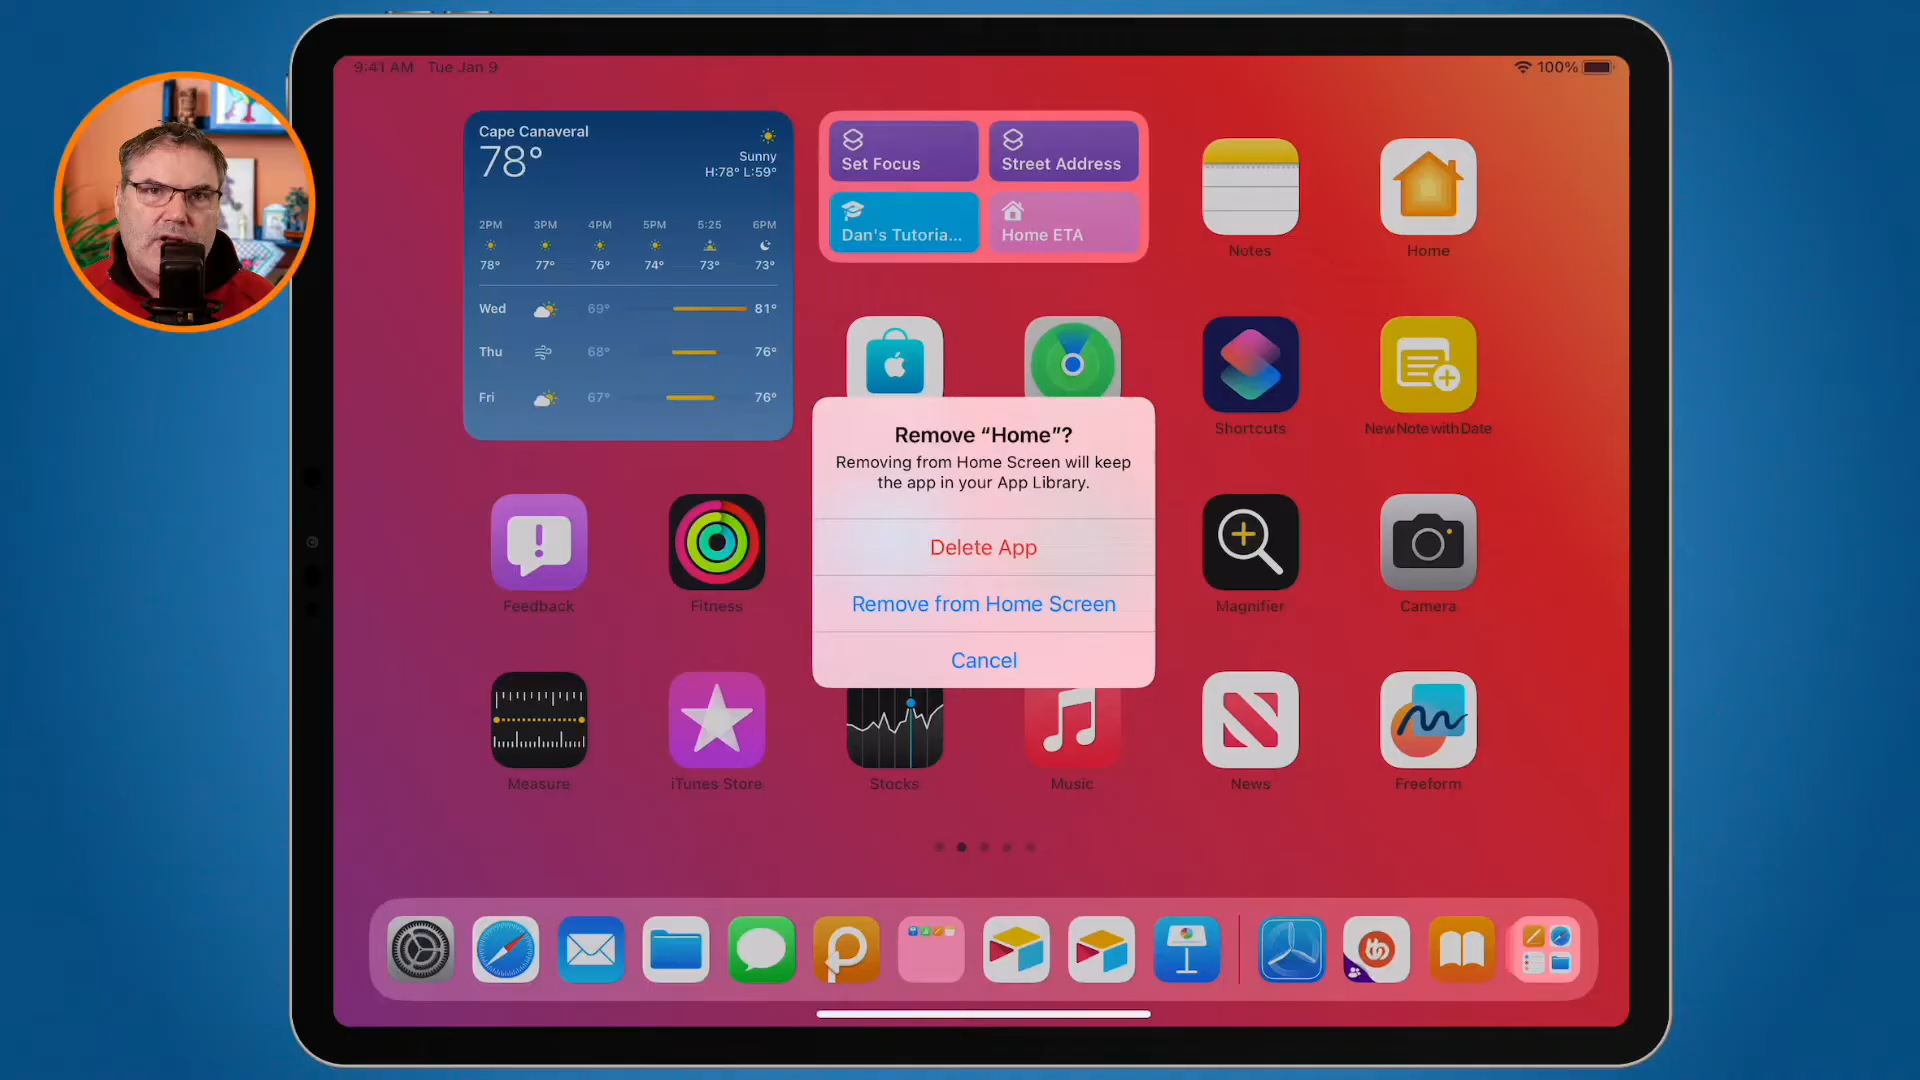 9:41 AM Tue Jan 9
100%
Cape Canaveral
78°
Sunny
H:78° L:59°
2PM 3PM 4PM 5PM 5:25 6PM
78° 77° 76° 74° 73° 73°
Wed 69° 81°
Thu 68° 76°
Fri 67° 76°
Set Focus
Street Address
Dan's Tutoria...
Home ETA
Notes
Home
Shortcuts
New Note with Date
Remove “Home”?
Removing from Home Screen will keep
the app in your App Library.
Delete App
Remove from Home Screen
Cancel
Feedback
Fitness
Magnifier
Camera
Measure
iTunes Store
Stocks
Music
News
Freeform